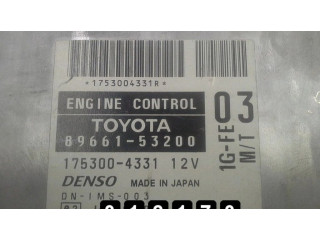 *1753004331R*
ENGINE CONTROL
03
TOYOTA
89661-53200
175300-4331 12V
1G-FE
M/T
DENSO MADE IN JAPAN
DN-IMS-003